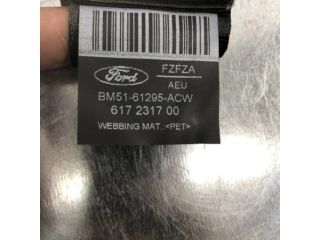 Ford
FZFZA
AEU
BM51-61295-ACW
617 2317 00
WEBBING MAT.:<PET>